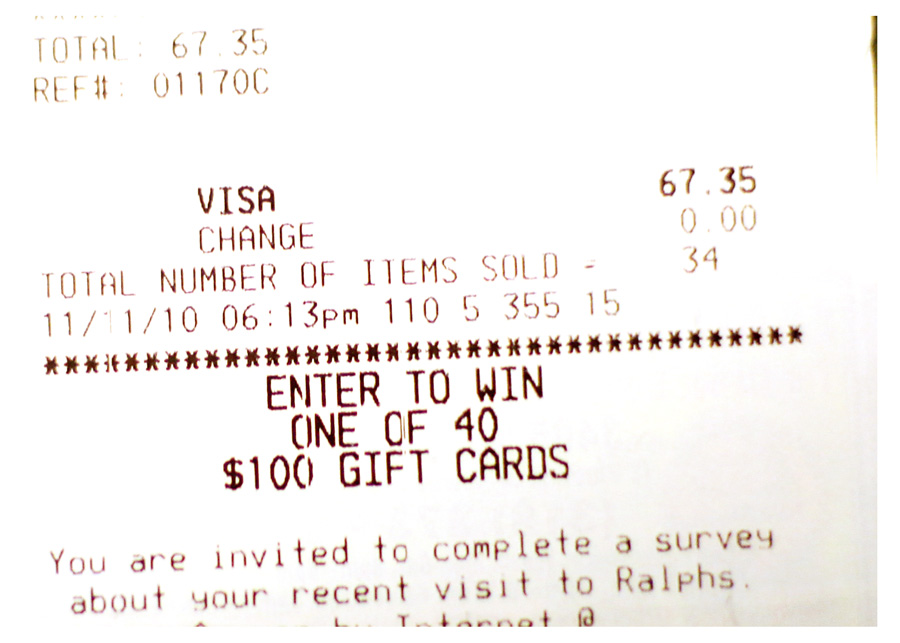 TOTAL: 67.35
REF#: 01170C
VISA 67.35
CHANGE 0.00
TOTAL NUMBER OF ITEMS SOLD - 34
11/11/10 06:13pm 110 5 355 15
**************************************
ENTER TO WIN
ONE OF 40
$100 GIFT CARDS
You are invited to complete a survey
about your recent visit to Ralphs.
by Internet @